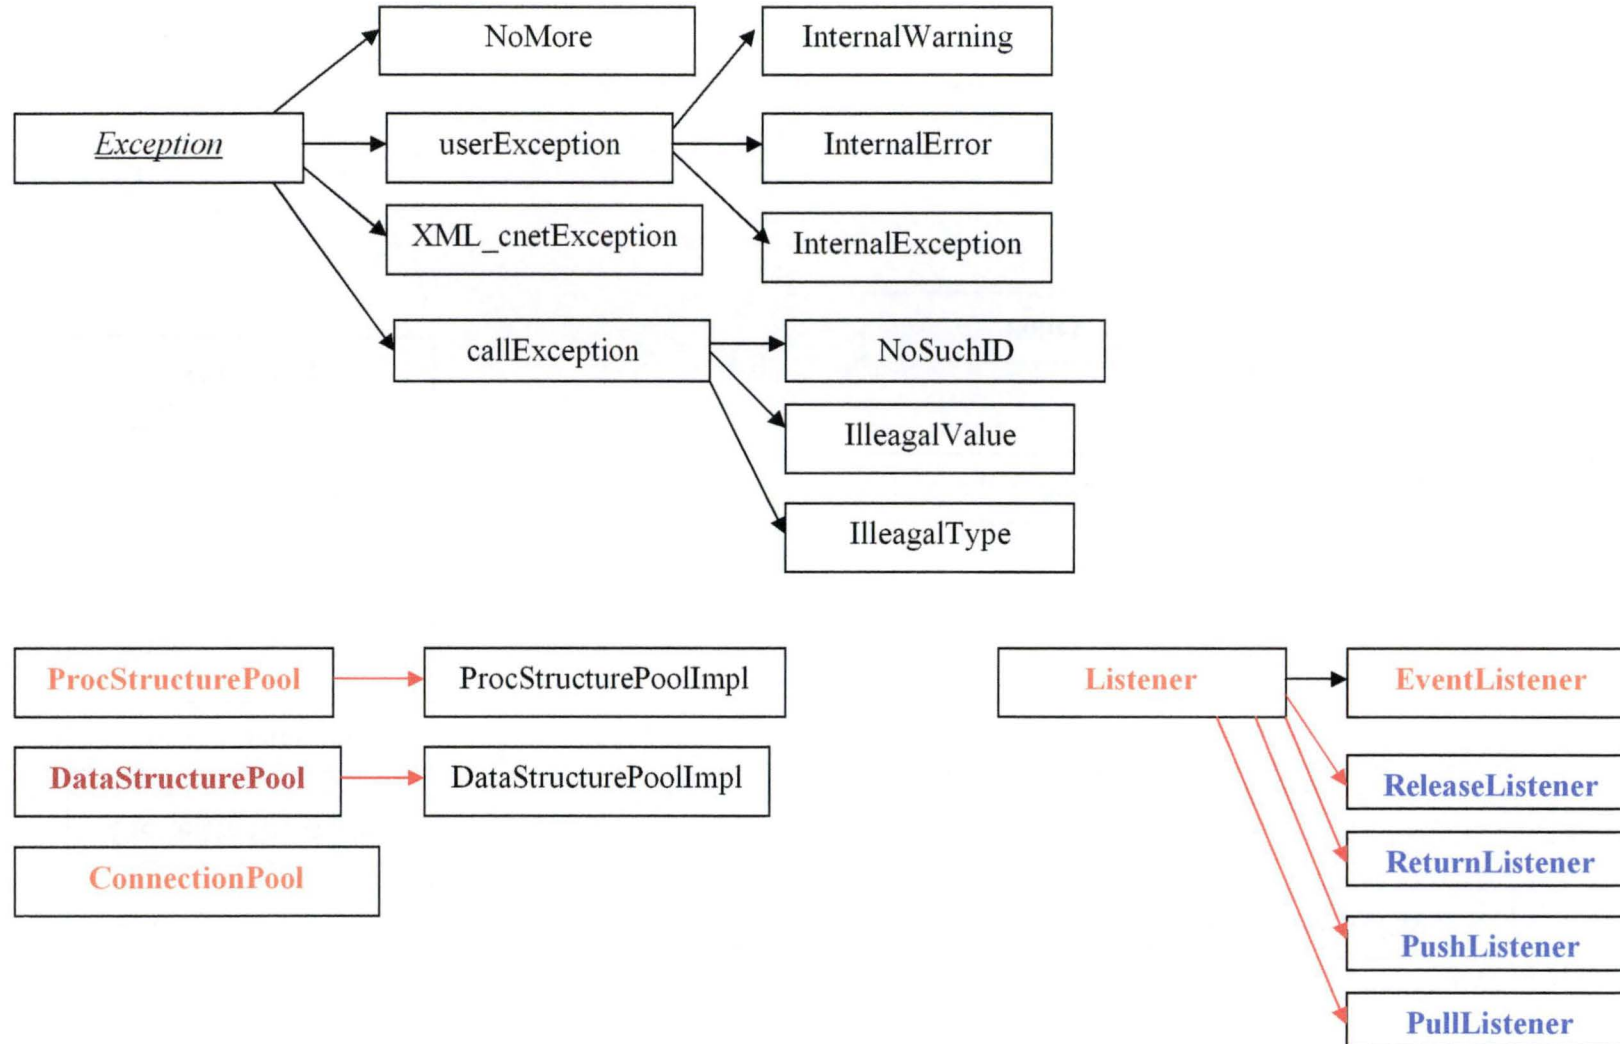 NoMore
InternalWarning
Exception
userException
InternalError
XML_cnetException
InternalException
callException
NoSuchID
IlleagalValue
IlleagalType
ProcStructurePool
ProcStructurePoolImpl
Listener
EventListener
DataStructurePool
DataStructurePoolImpl
ReleaseListener
ConnectionPool
ReturnListener
PushListener
PullListener